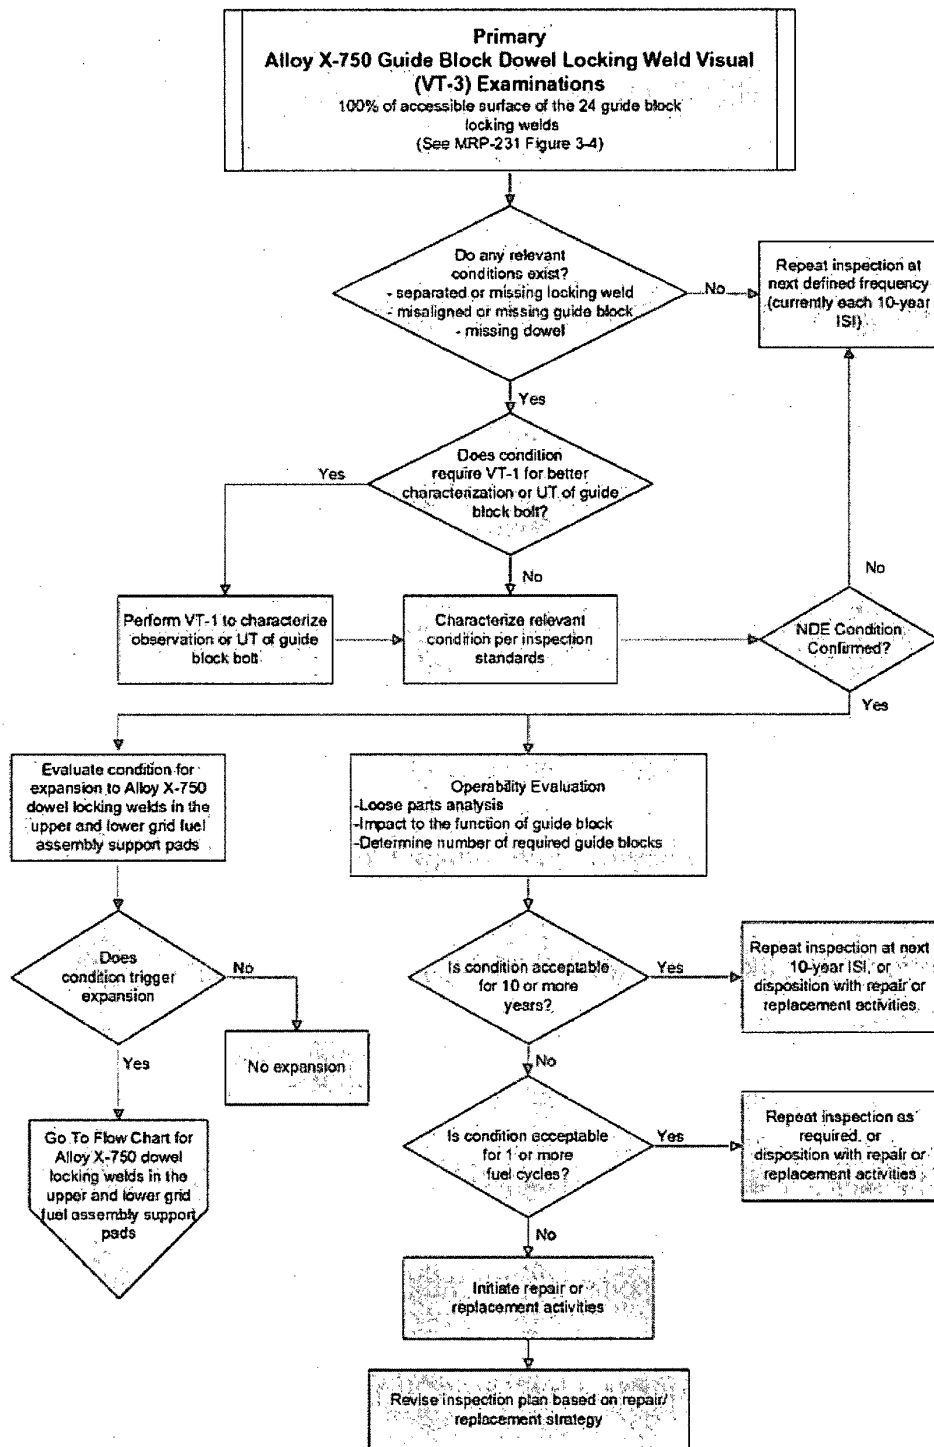 Primary
Alloy X-750 Guide Block Dowel Locking Weld Visual
(VT-3) Examinations
100% of accessible surface of the 24 guide block
locking welds
(See MRP-231 Figure 3-4)
Do any relevant
conditions exist?
- separated or missing locking weld
- misaligned or missing guide block
- missing dowel
No
Repeat inspection at
next defined frequency
(currently each 10-year
ISI)
Yes
Does condition
require VT-1 for better
characterization or UT of guide
block bolt?
Yes
No
No
Perform VT-1 to characterize
observation or UT of guide
block bolt
Characterize relevant
condition per inspection
standards
NDE Condition
Confirmed?
Yes
Evaluate condition for
expansion to Alloy X-750
dowel locking welds in the
upper and lower grid fuel
assembly support pads
Operability Evaluation
-Loose parts analysis
-Impact to the function of guide block
-Determine number of required guide blocks
Does
condition trigger
expansion
No
Is condition acceptable
for 10 or more
years?
Yes
Repeat inspection at next
10-year ISI, or
disposition with repair or
replacement activities
Yes
No expansion
No
Go To Flow Chart for
Alloy X-750 dowel
locking welds in the
upper and lower grid
fuel assembly support
pads
Is condition acceptable
for 1 or more
fuel cycles?
Yes
Repeat inspection as
required, or
disposition with repair or
replacement activities
No
Initiate repair or
replacement activities
Revise inspection plan based on repair/
replacement strategy